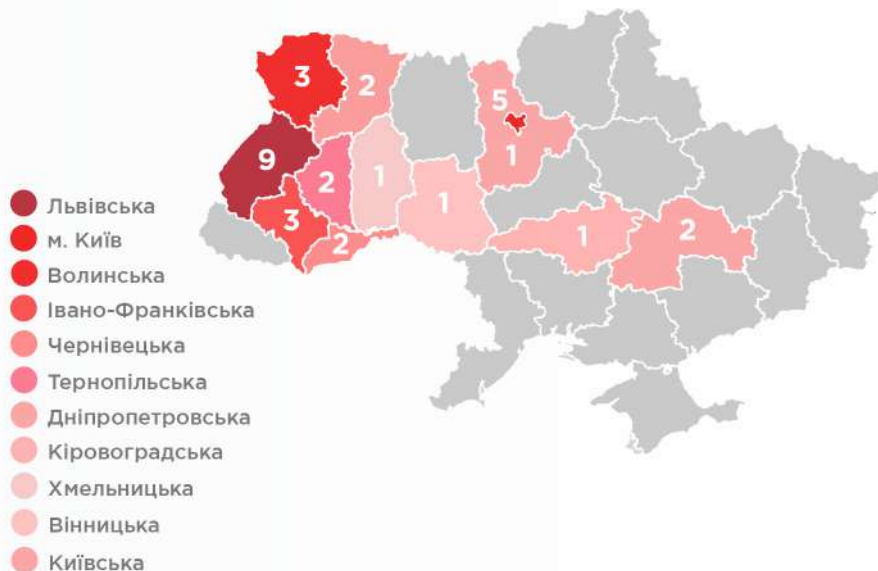 3
2
5
9
2
1
1
3
1
1
2
2
Львівська
м. Київ
Волинська
Івано-Франківська
Чернівецька
Тернопільська
Дніпропетровська
Кіровоградська
Хмельницька
Вінницька
Київська